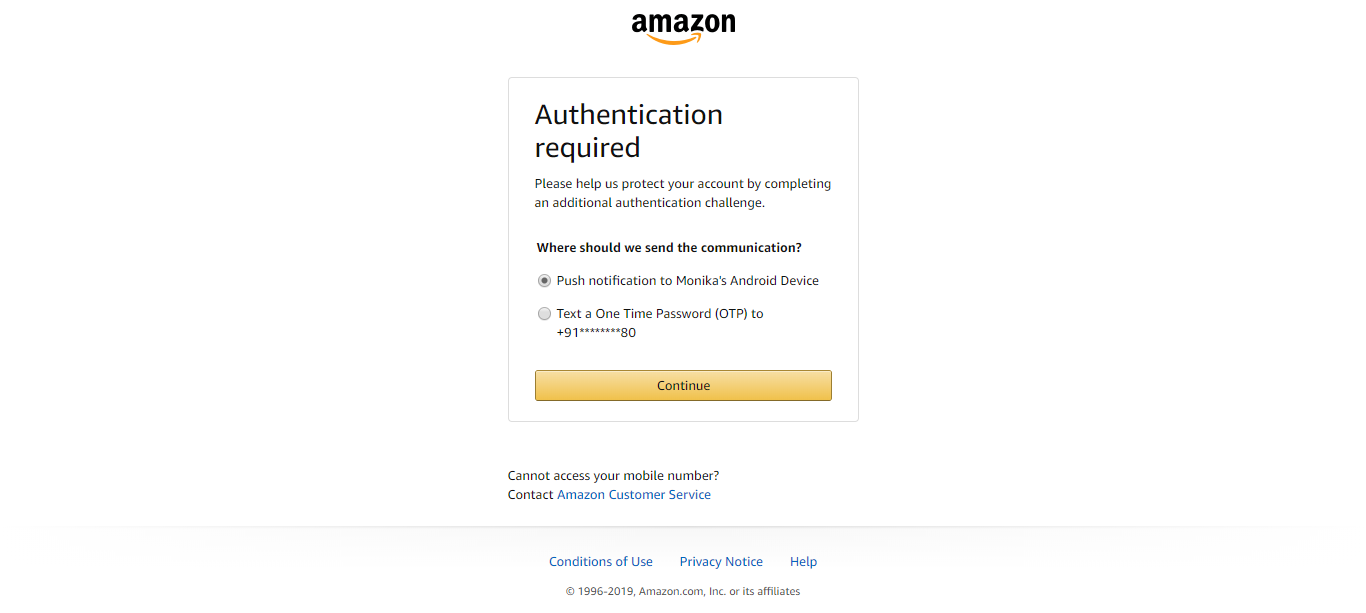 amazon
Authentication
required
Please help us protect your account by completing
an additional authentication challenge.
Where should we send the communication?
Push notification to Monika's Android Device
Text a One Time Password (OTP) to
+91********80
Continue
Cannot access your mobile number?
Contact Amazon Customer Service
Conditions of Use Privacy Notice Help
© 1996-2019, Amazon.com, Inc. or its affiliates